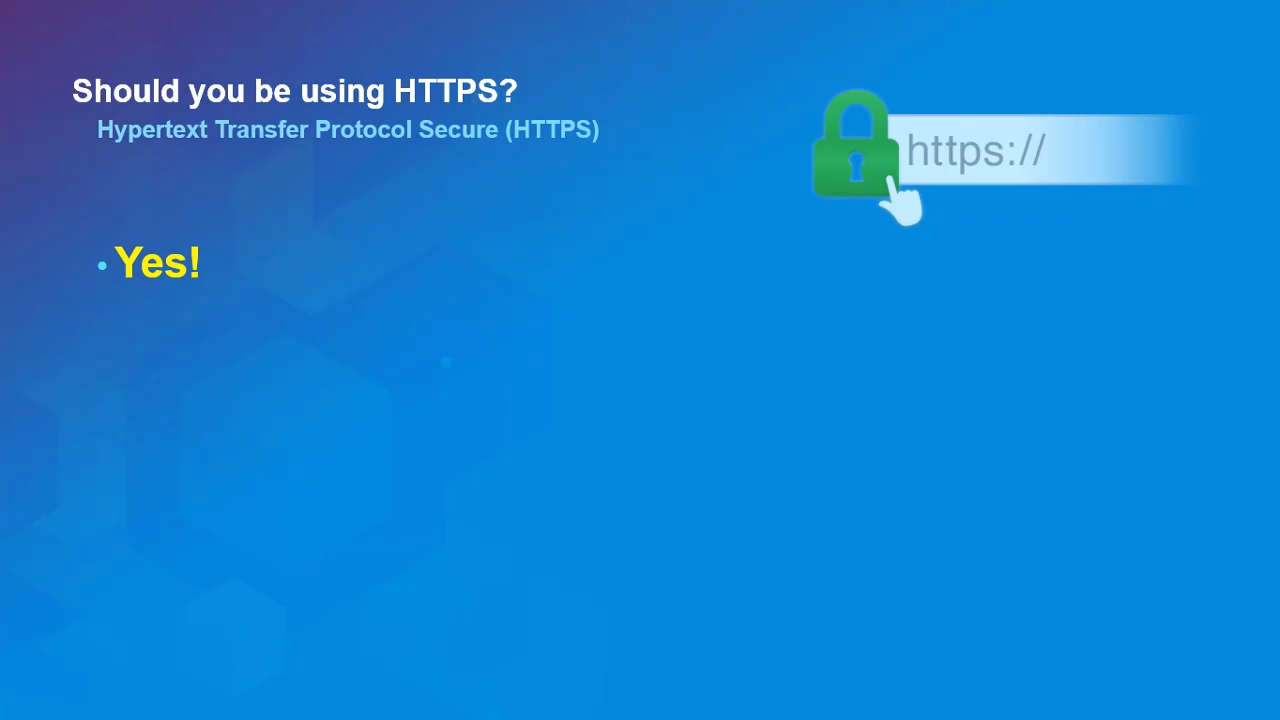 Should you be using HTTPS?
Hypertext Transfer Protocol Secure (HTTPS)
https://
• Yes!